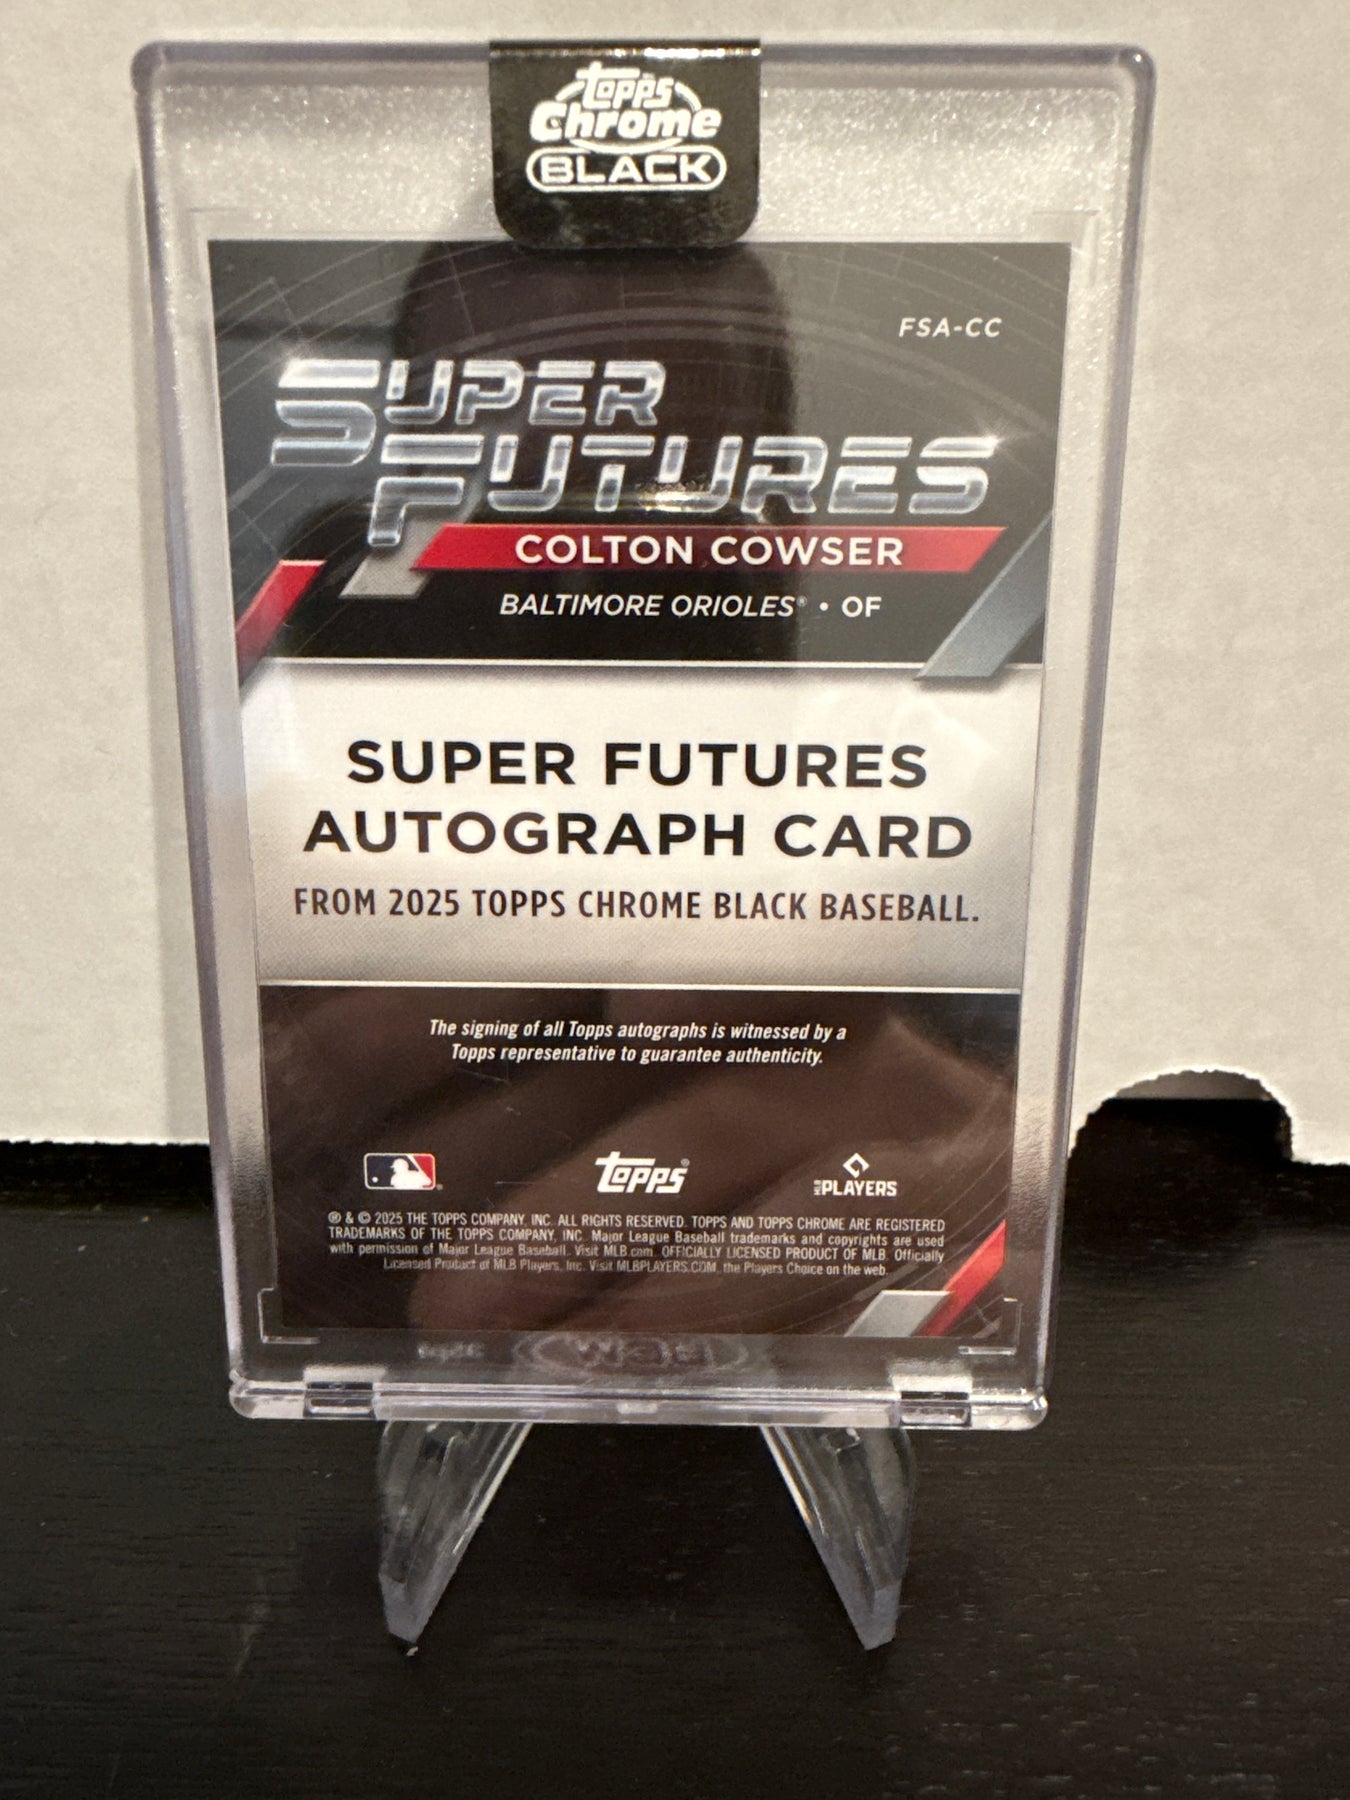 Topps
Chrome
BLACK
FSA-CC
SUPER
FUTURES
COLTON COWSER
BALTIMORE ORIOLES® • OF
SUPER FUTURES
AUTOGRAPH CARD
FROM 2025 TOPPS CHROME BLACK BASEBALL.
The signing of all Topps autographs is witnessed by a
Topps representative to guarantee authenticity.
Topps®
MLB PLAYERS
® & © 2025 THE TOPPS COMPANY, INC. ALL RIGHTS RESERVED. TOPPS AND TOPPS CHROME ARE REGISTERED
TRADEMARKS OF THE TOPPS COMPANY, INC. Major League Baseball trademarks and copyrights are used
with permission of Major League Baseball. Visit MLB.com. OFFICIALLY LICENSED PRODUCT OF MLB. Officially
Licensed Product of MLB Players, Inc. Visit MLBPLAYERS.COM, the Players Choice on the web.